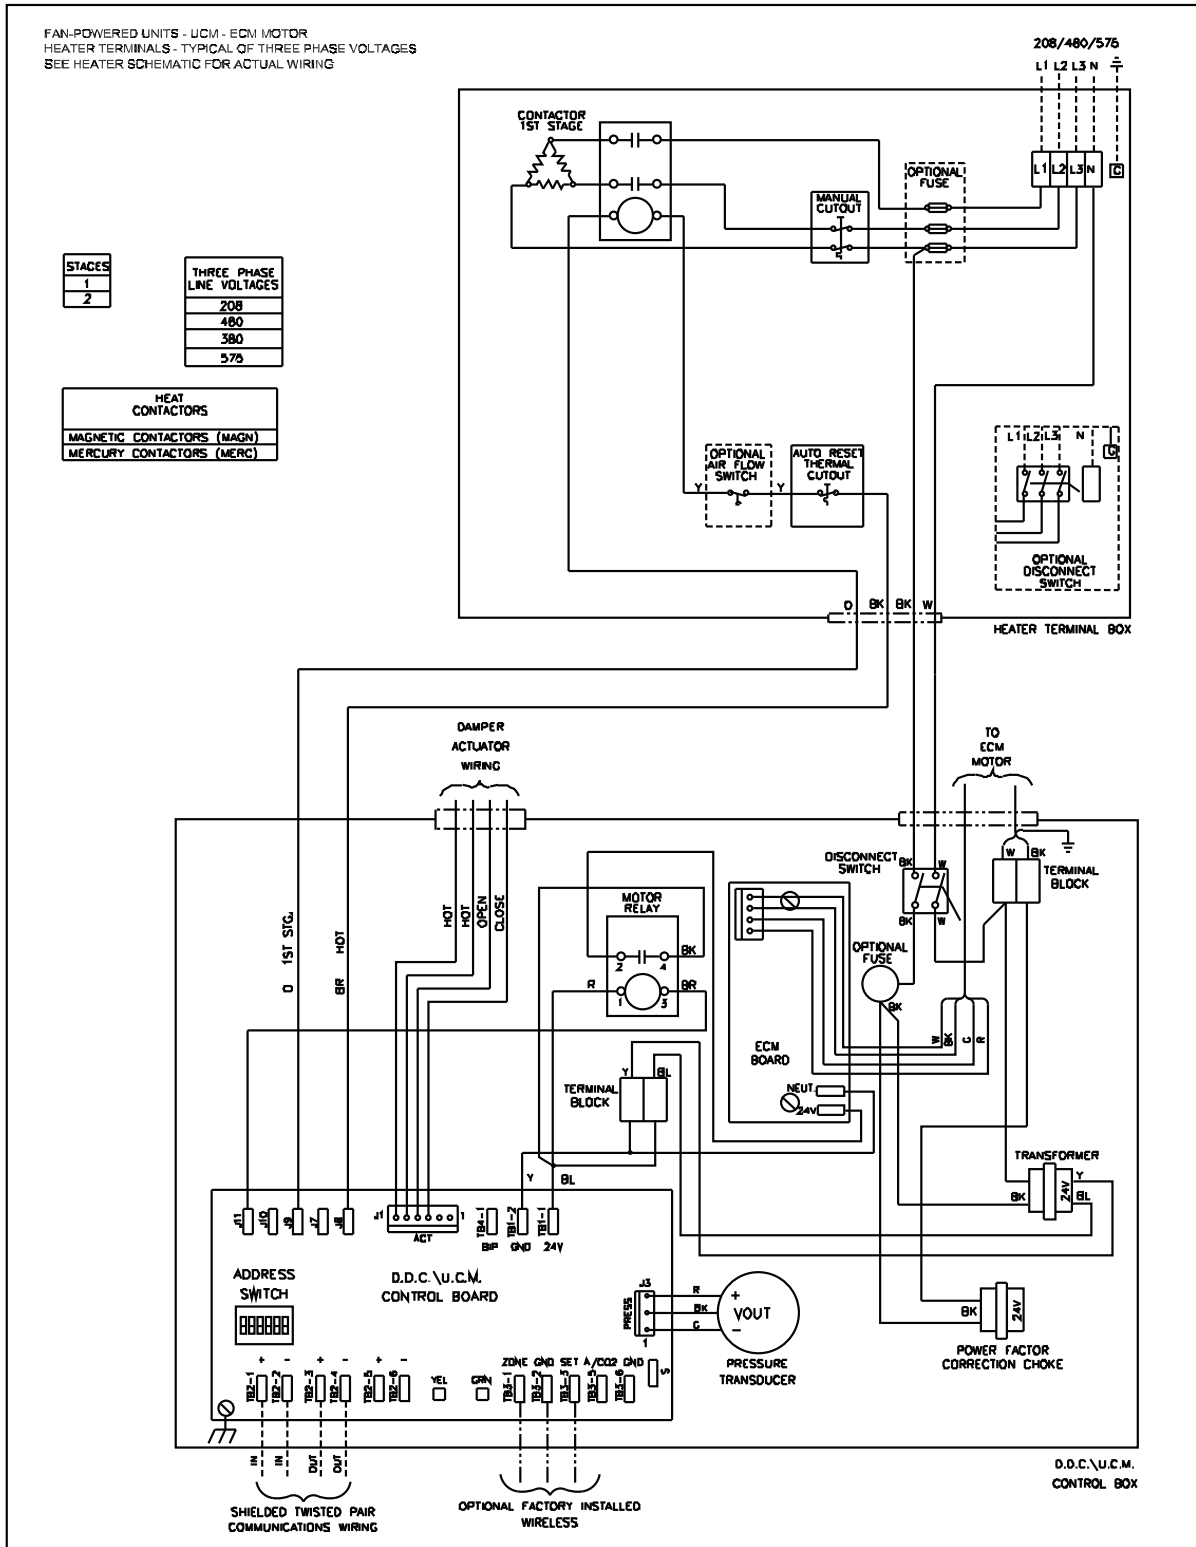 FAN-POWERED UNITS - UCM - ECM MOTOR
HEATER TERMINALS - TYPICAL OF THREE PHASE VOLTAGES
SEE HEATER SCHEMATIC FOR ACTUAL WIRING
208/480/575
L1 L2 L3 N
CONTACTOR
1ST STAGE
OPTIONAL
FUSE
L1 L2 L3 N
G
MANUAL
CUTOUT
STAGES
1
2
THREE PHASE
LINE VOLTAGES
208
480
380
575
HEAT
CONTACTORS
MAGNETIC CONTACTORS (MAGN)
MERCURY CONTACTORS (MERC)
L1 L2 L3 N
G
OPTIONAL
AIR FLOW
SWITCH
AUTO RESET
THERMAL
CUTOUT
Y
Y
OPTIONAL
DISCONNECT
SWITCH
O BK BK W
HEATER TERMINAL BOX
DAMPER
ACTUATOR
WIRING
TO
ECM
MOTOR
DISCONNECT
SWITCH
BK W
W BK
TERMINAL
BLOCK
MOTOR
RELAY
HOT
HOT
OPEN
CLOSE
O 1ST STG.
BR HOT
BK W
BK
2 4
OPTIONAL
FUSE
R
1 3
BR
BK
W
BK
G
R
ECM
BOARD
Y BL
TERMINAL
BLOCK
NEUT.
24V
TRANSFORMER
Y
BL
BK
24V
Y BL
J11
J10
J9
J7
J8
J1
1
ACT
TB4-1
TB1-2
TB1-1
BIP GND 24V
ADDRESS
SWITCH
D.D.C.\U.C.M.
CONTROL BOARD
J3
PRESS
1
R
BK
G
+
VOUT
-
PRESSURE
TRANSDUCER
BK
24V
POWER FACTOR
CORRECTION CHOKE
+ - + - + -
TB2-1
TB2-2
TB2-3
TB2-4
TB2-5
TB2-6
YEL
GRN
ZONE GND SET A/CO2 GND
TB3-1
TB3-2
TB3-3
TB3-5
TB3-6
S
IN
IN
OUT
OUT
SHIELDED TWISTED PAIR
COMMUNICATIONS WIRING
OPTIONAL FACTORY INSTALLED
WIRELESS
D.D.C.\U.C.M.
CONTROL BOX